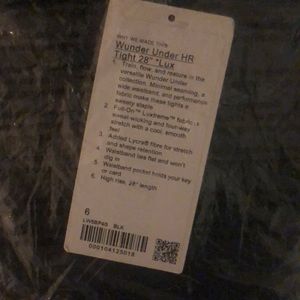 WHY WE MADE THIS
Wunder Under HR
Tight 28" *Lux
1. Train, flow, and restore in the
versatile Wunder Under
collection. Minimal seaming, a
wide waistband, and performance
fabric make these tights a
sweaty staple
2. Full-On™ Luxtreme™ fabric is
sweat-wicking and four-way
stretch with a cool, smooth
feel
3. Added Lycra® fibre for stretch
and shape retention
4. Waistband lies flat and won't
dig in
5. Waistband pocket holds your key
or card
6. High rise, 28" length
6
BLK